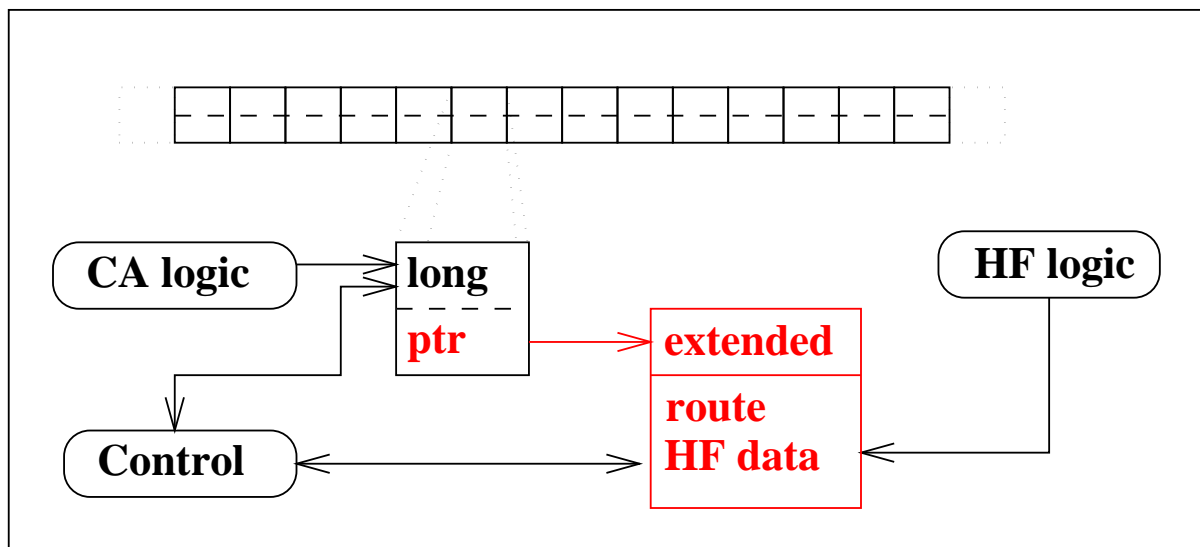 CA logic
long
ptr
HF logic
extended
route
HF data
Control